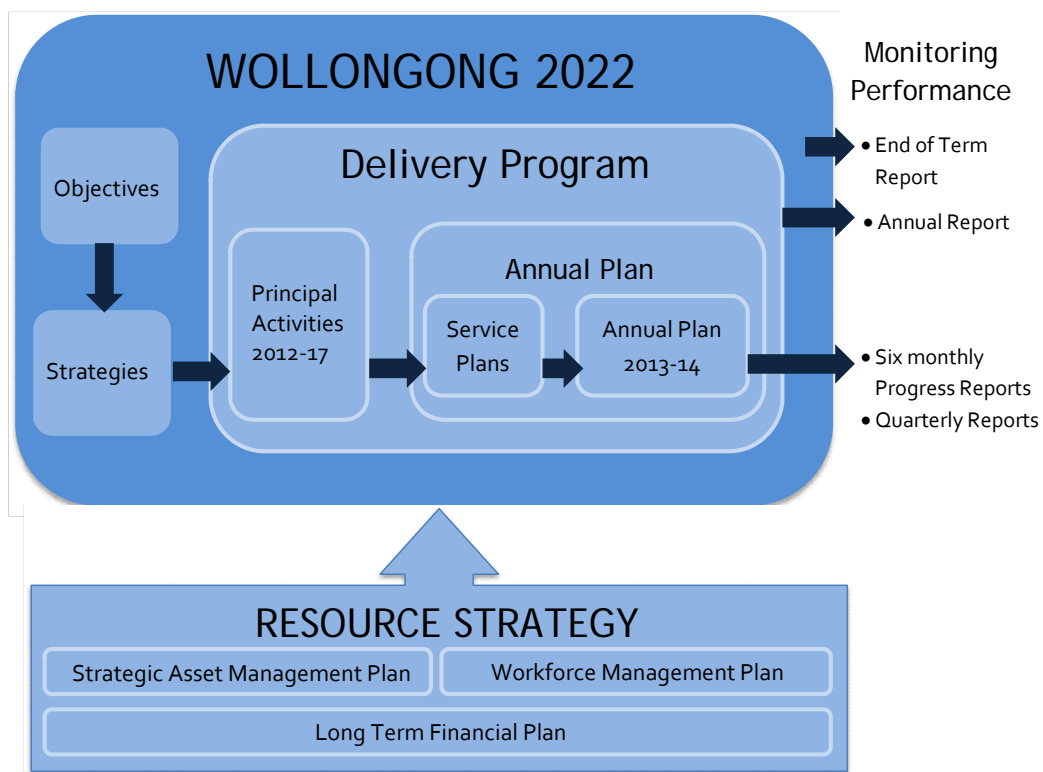 WOLLONGONG 2022
Monitoring
Performance
Delivery Program
• End of Term
Report
• Annual Report
Objectives
Annual Plan
Principal
Activities
2012-17
Service
Plans
Annual Plan
2013-14
Strategies
• Six monthly
Progress Reports
• Quarterly Reports
RESOURCE STRATEGY
Strategic Asset Management Plan
Workforce Management Plan
Long Term Financial Plan